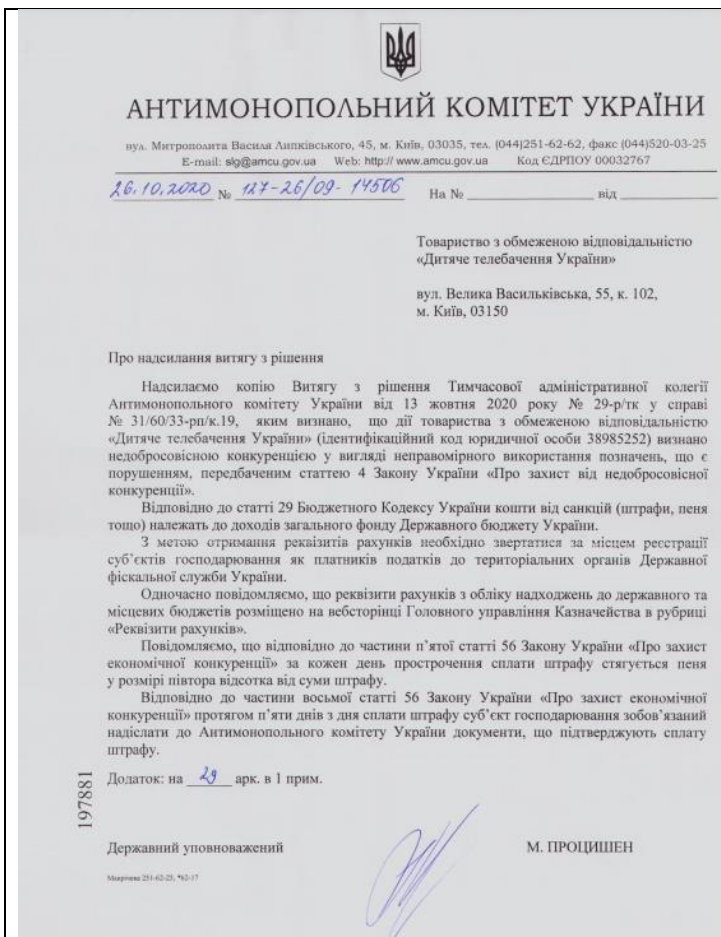 АНТИМОНОПОЛЬНИЙ КОМІТЕТ УКРАЇНИ
вул. Митрополита Василя Липківського, 45, м. Київ, 03035, тел. (044)251-62-62, факс (044)520-03-25
E-mail: slg@amcu.gov.ua Web: http:// www.amcu.gov.ua Код ЄДРПОУ 00032767
26.10.2020 № 127-26/09-14506 На № ____________ від ____________
Товариство з обмеженою відповідальністю
«Дитяче телебачення України»
вул. Велика Васильківська, 55, к. 102,
м. Київ, 03150
Про надсилання витягу з рішення
Надсилаємо копію Витягу з рішення Тимчасової адміністративної колегії
Антимонопольного комітету України від 13 жовтня 2020 року № 29-р/тк у справі
№ 31/60/33-рп/к.19, яким визнано, що дії товариства з обмеженою відповідальністю
«Дитяче телебачення України» (ідентифікаційний код юридичної особи 38985252) визнано
недобросовісною конкуренцією у вигляді неправомірного використання позначень, що є
порушенням, передбаченим статтею 4 Закону України «Про захист від недобросовісної
конкуренції».
Відповідно до статті 29 Бюджетного Кодексу України кошти від санкцій (штрафи, пеня
тощо) належать до доходів загального фонду Державного бюджету України.
З метою отримання реквізитів рахунків необхідно звертатися за місцем реєстрації
суб’єктів господарювання як платників податків до територіальних органів Державної
фіскальної служби України.
Одночасно повідомляємо, що реквізити рахунків з обліку надходжень до державного та
місцевих бюджетів розміщено на вебсторінці Головного управління Казначейства в рубриці
«Реквізити рахунків».
Повідомляємо, що відповідно до частини п’ятої статті 56 Закону України «Про захист
економічної конкуренції» за кожен день прострочення сплати штрафу стягується пеня
у розмірі півтора відсотка від суми штрафу.
Відповідно до частини восьмої статті 56 Закону України «Про захист економічної
конкуренції» протягом п’яти днів з дня сплати штрафу суб’єкт господарювання зобов’язаний
надіслати до Антимонопольного комітету України документи, що підтверджують сплату
штрафу.
Додаток: на 29 арк. в 1 прим.
197881
Державний уповноважений М. ПРОЦИШЕН
251-62-25, *62-17